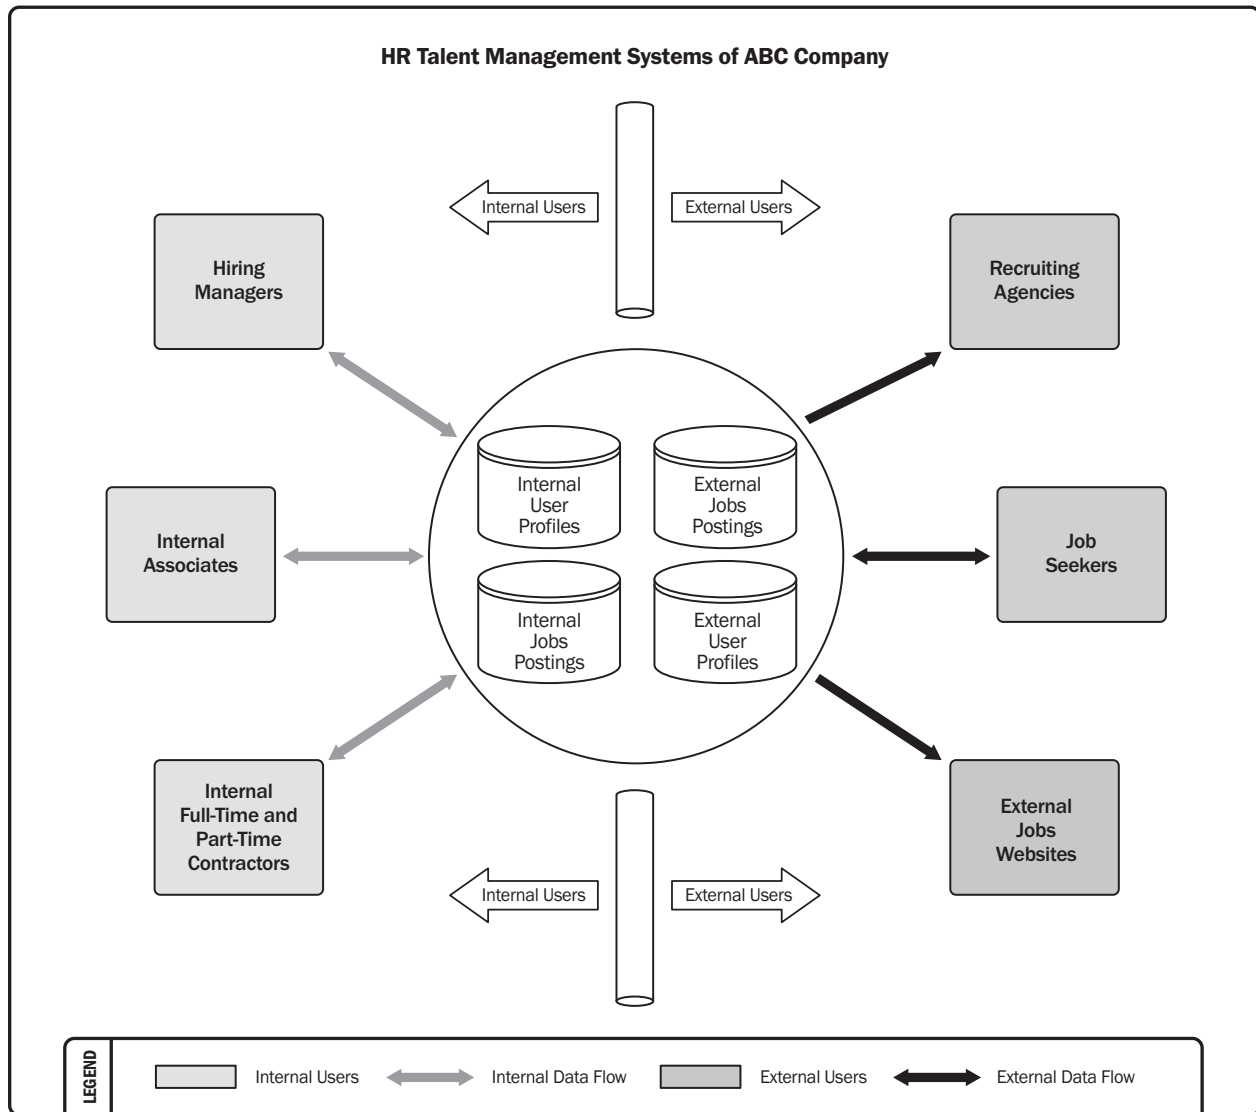 HR Talent Management Systems of ABC Company
Internal Users
External Users
Hiring
Managers
Recruiting
Agencies
Internal
User
Profiles
External
Jobs
Postings
Internal
Associates
Job
Seekers
Internal
Jobs
Postings
External
User
Profiles
Internal
Full-Time and
Part-Time
Contractors
External
Jobs
Websites
Internal Users
External Users
LEGEND
Internal Users
Internal Data Flow
External Users
External Data Flow